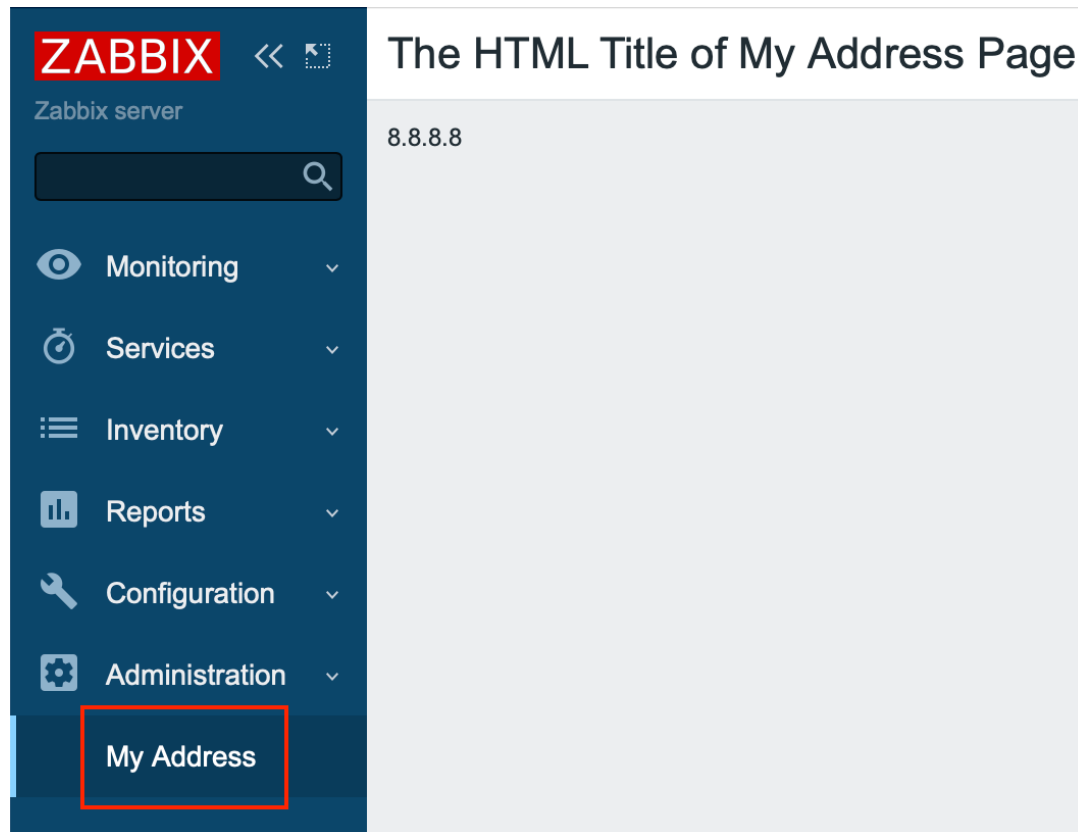 ZABBIX
Zabbix server
Monitoring
Services
Inventory
Reports
Configuration
Administration
My Address
The HTML Title of My Address Page
8.8.8.8